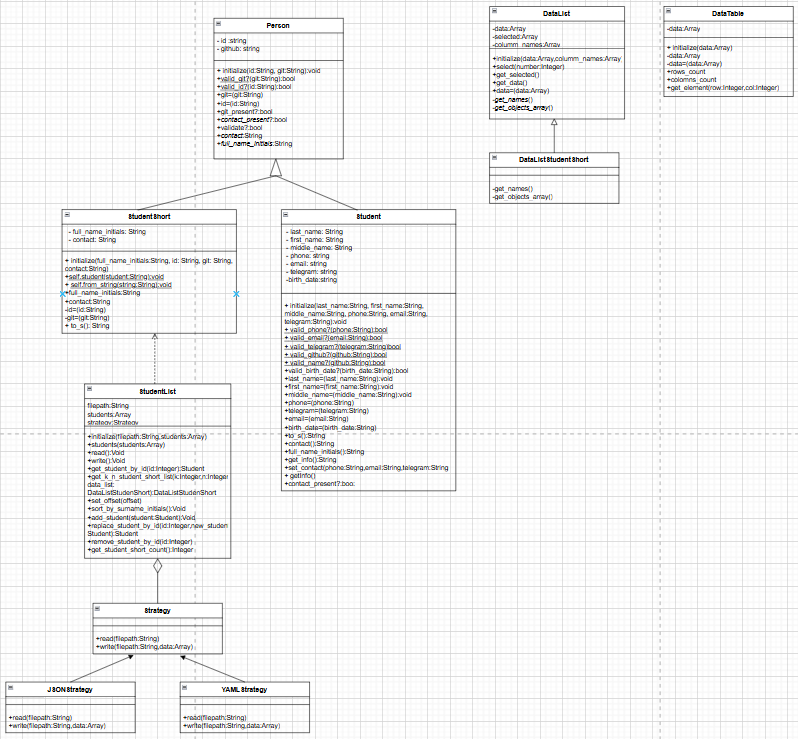 Person
- id :string
- github: string
+ initialize(id:String, git:String):void
+valid_git?(git:String):bool
+valid_id?(id:String):bool
+git=(git:String)
+id=(id:String)
+git_present?:bool
+contact_present?:bool
+validate?:bool
+contact:String
+full_name_initials:String
DataList
-data:Array
-selected:Array
-column_names:Array
+initialize(data:Array,column_names:Array)
+select(number:Integer)
+get_selected()
+get_data()
+data=(data:Array)
-get_names()
-get_objects_array()
DataTable
-data:Array
+ initialize(data:Array)
-data:Array
-data=(data:Array)
+rows_count
+colomns_count
+get_element(row:Integer,col:Integer)
DataListStudentShort
-get_names()
-get_objects_array()
StudentShort
- full_name_initials: String
- contact: String
+ initialize(full_name_initials:String, id: String, git: String,
contact:String)
+self.student(student:String):void
+ self.from_string(string:String):void
+full_name_initials:String
+contact:String
-id=(id:String)
-git=(git:String)
+ to_s(): String
Student
- last_name: String
- first_name: String
- middle_name: String
- phone: string
- email: string
- telegram: string
-birth_date:string
+ initialize(last_name:String, first_name:String,
middle_name:String, phone:String, email:String,
telegram:String):void
+ valid_phone?(phone:String):bool
+ valid_email?(email:String):bool
+ valid_telegram?(telegram:String)bool
+ valid_github?(github:String):bool
+ valid_name?(github:String):bool
+valid_birth_date?(birth_date:String):bool
+last_name=(last_name:String):void
+first_name=(first_name:String):void
+middle_name=(middle_name:String):void
+phone=(phone:String)
+telegram=(telegram:String)
+email=(email:String)
+birth_date=(birth_date:String)
+to_s():String
+contact():String
+full_name_initials():String
+get_info():String
+set_contact(phone:String,email:String,telegram:String)
+ getInfo()
+contact_present?:boo:
StudentList
filepath:String
students:Array
strategy:Strategy
+initialize(filepath:String,students:Array)
+students(students:Array)
+read():Void
+write():Void
+get_student_by_id(id:Integer):Student
+get_k_n_student_short_list(k:Integer,n:Integer
data_list:
DataListStudenShort):DataListStudenShort
+set_offset(offset)
+sort_by_surname_initials():Void
+add_student(student:Student):Void
+replace_student_by_id(id:Integer,new_studen
Student):Student
+remove_student_by_id(id:Integer)
+get_student_short_count():Integer
Strategy
+read(filepath:String)
+write(filepath:String,data:Array)
JSONStrategy
+read(filepath:String)
+write(filepath:String,data:Array)
YAMLStrategy
+read(filepath:String)
+write(filepath:String,data:Array)